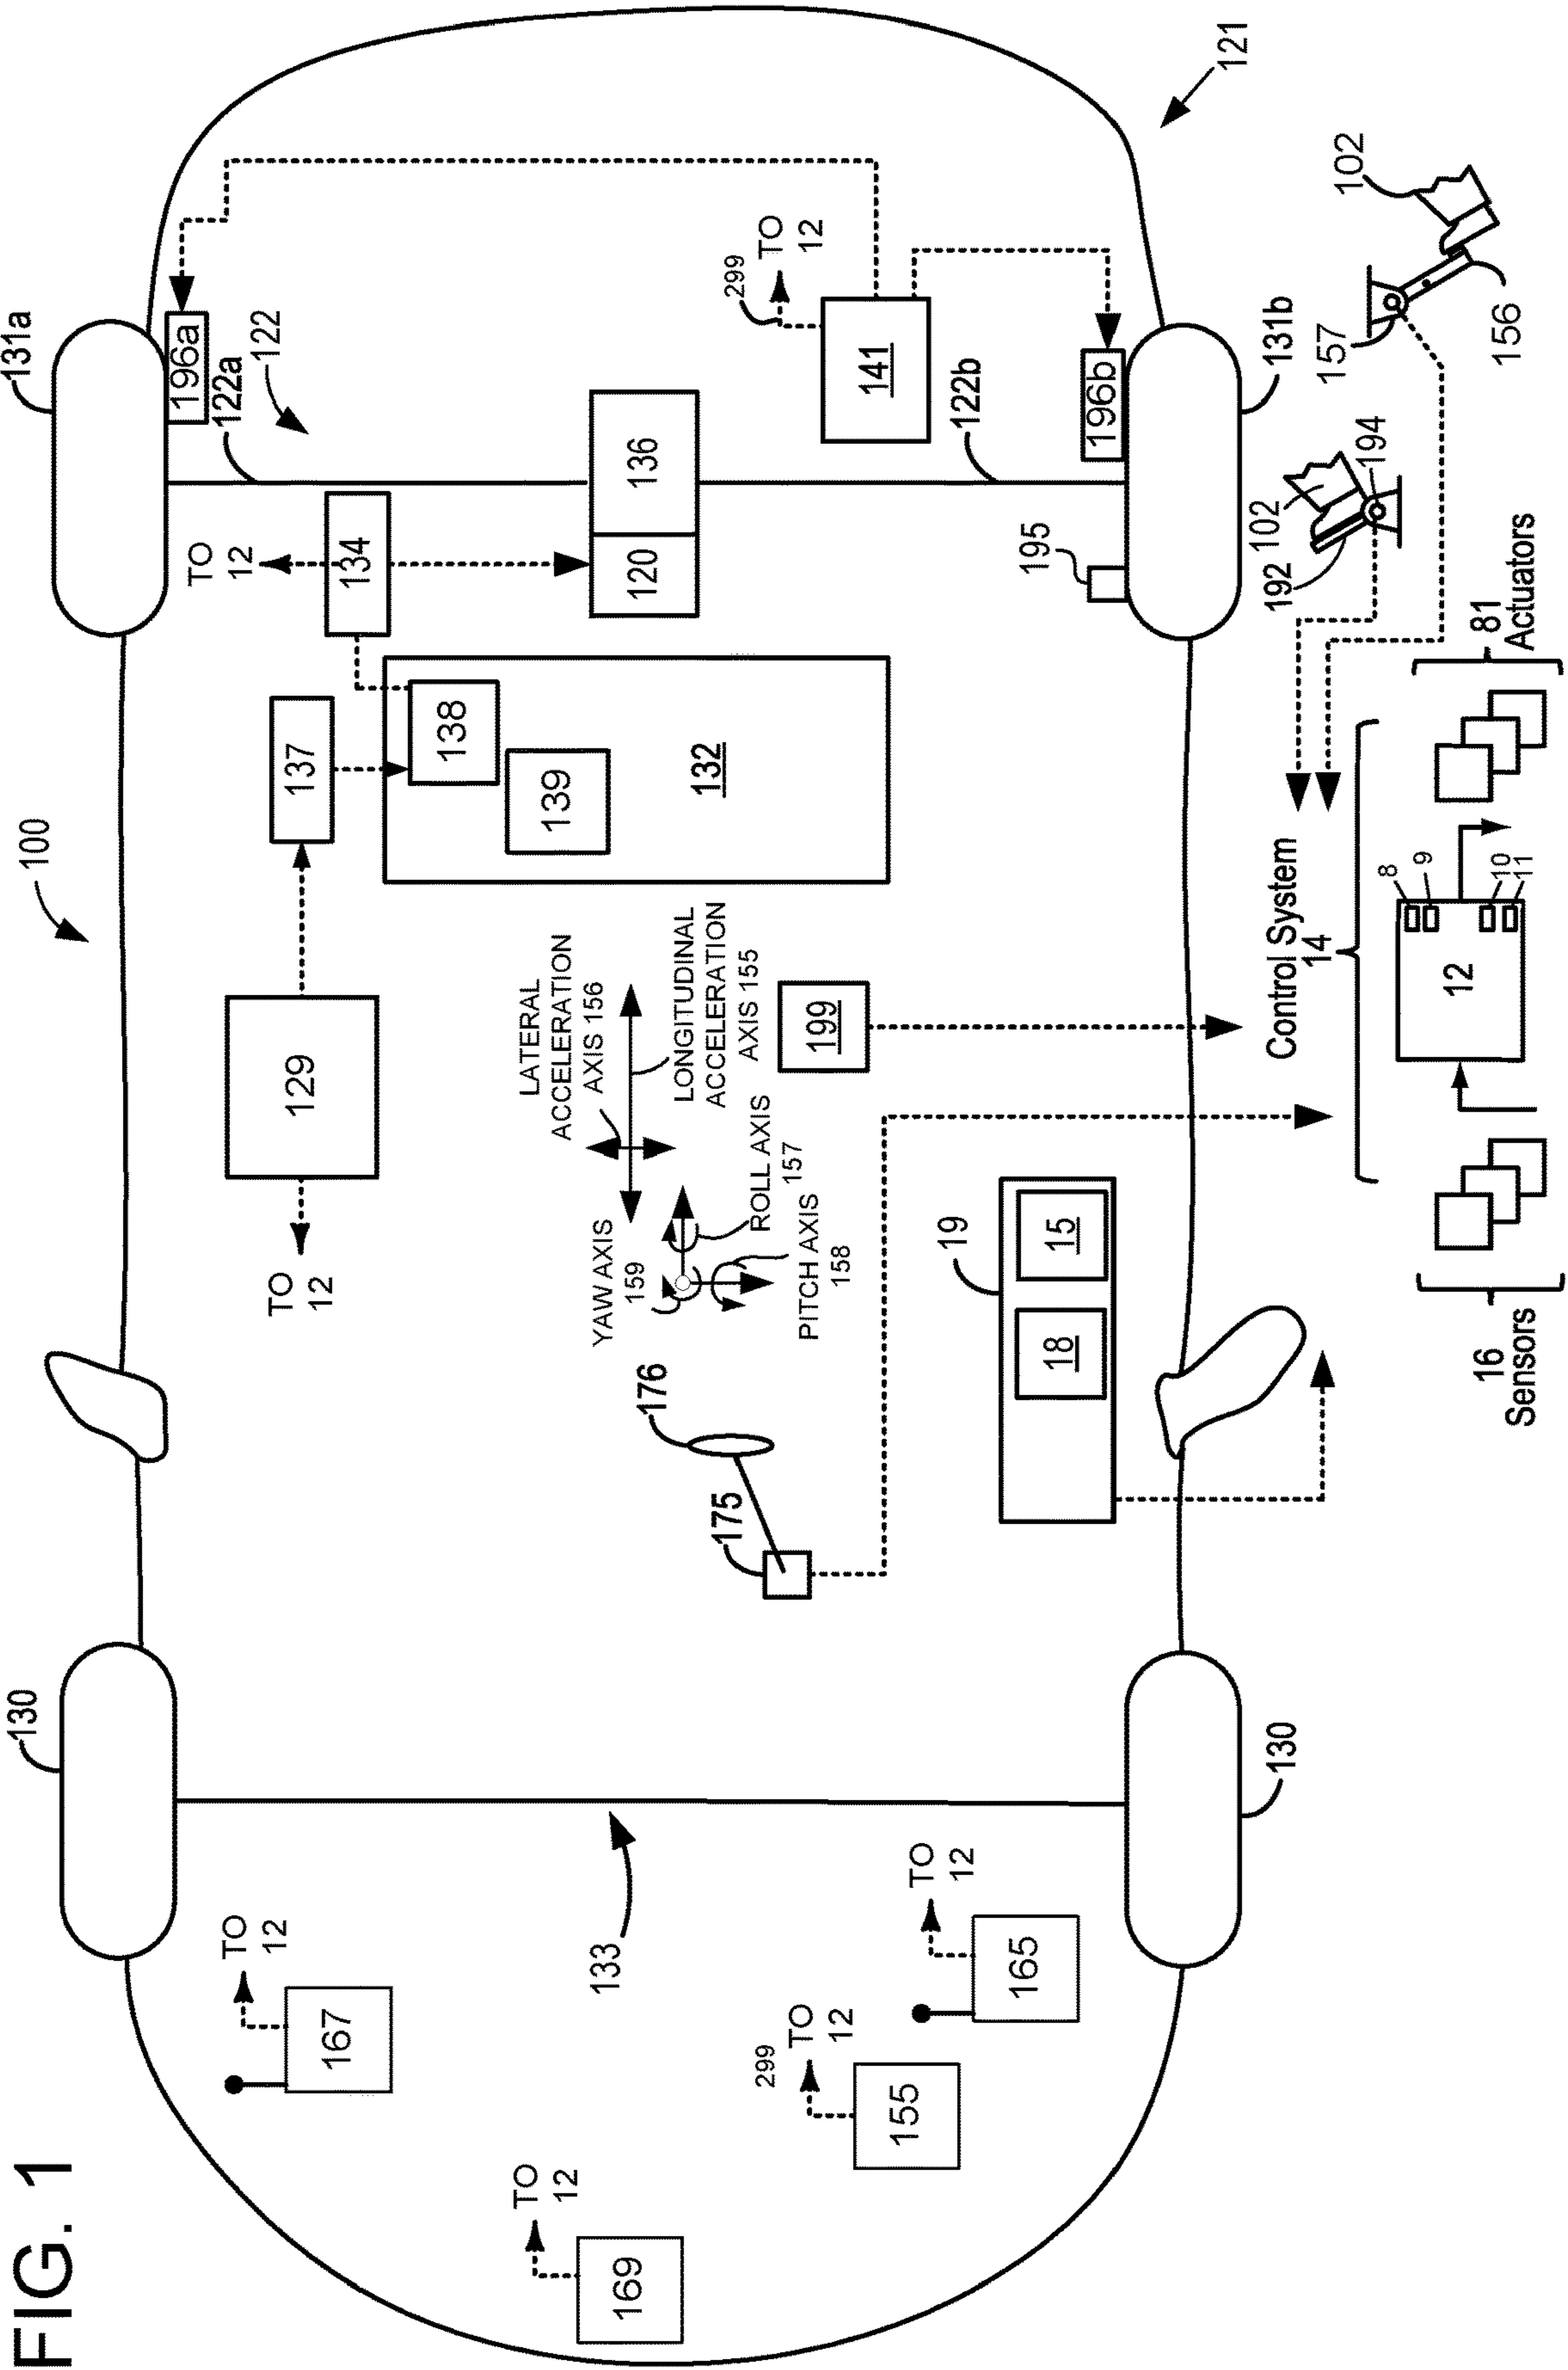 FIG. 1
100
130
131a
167
TO
12
129
TO
12
137
TO
12
134
196a
122a
122
169
TO
12
133
176
175
YAW AXIS
159
ROLL AXIS
157
PITCH AXIS
158
LATERAL
ACCELERATION
AXIS 156
LONGITUDINAL
ACCELERATION
AXIS 155
138
139
132
120
136
155
299
TO
12
165
TO
12
19
18
15
199
141
299
TO
12
122b
195
196b
130
131b
121
Control System
14
192
102
194
157
156
102
16
Sensors
12
8
9
10
11
81
Actuators